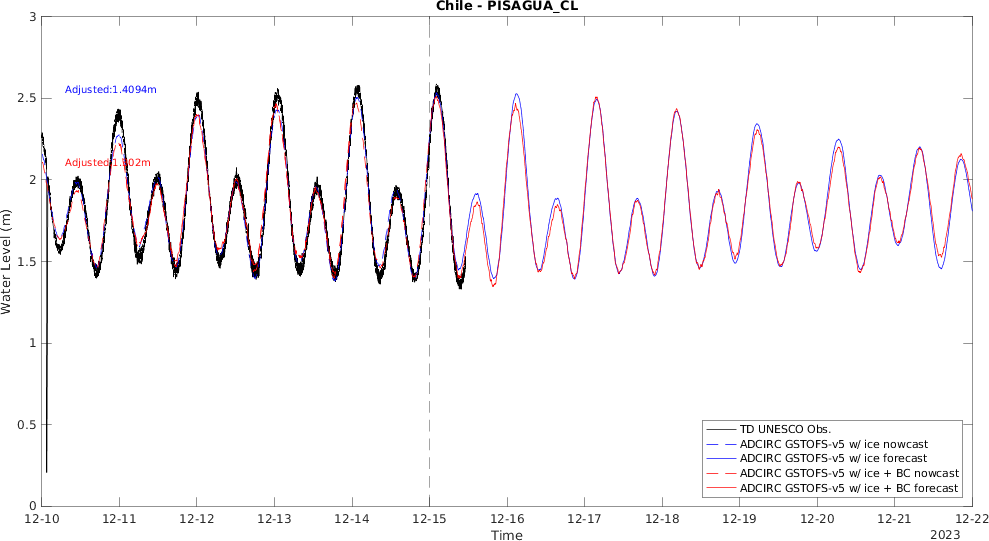 Chile - PISAGUA_CL
3
2.5
2
1.5
1
0.5
0
Water Level (m)
Adjusted:1.4094m
12-10
12-11
12-12
12-13
12-14
12-15
12-16
12-17
12-18
12-19
12-20
12-21
12-22
Time
2023
TD UNESCO Obs.
ADCIRC GSTOFS-v5 w/ ice nowcast
ADCIRC GSTOFS-v5 w/ ice forecast
ADCIRC GSTOFS-v5 w/ ice + BC nowcast
ADCIRC GSTOFS-v5 w/ ice + BC forecast